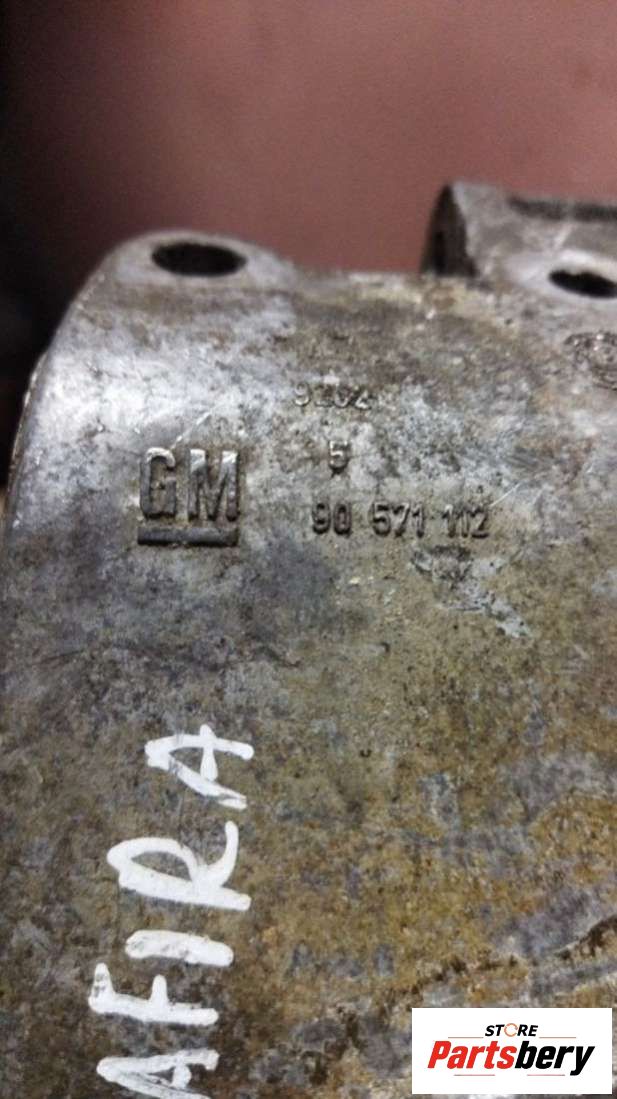 GM
5
90 571 112
AFIRA
STORE
Partsbery